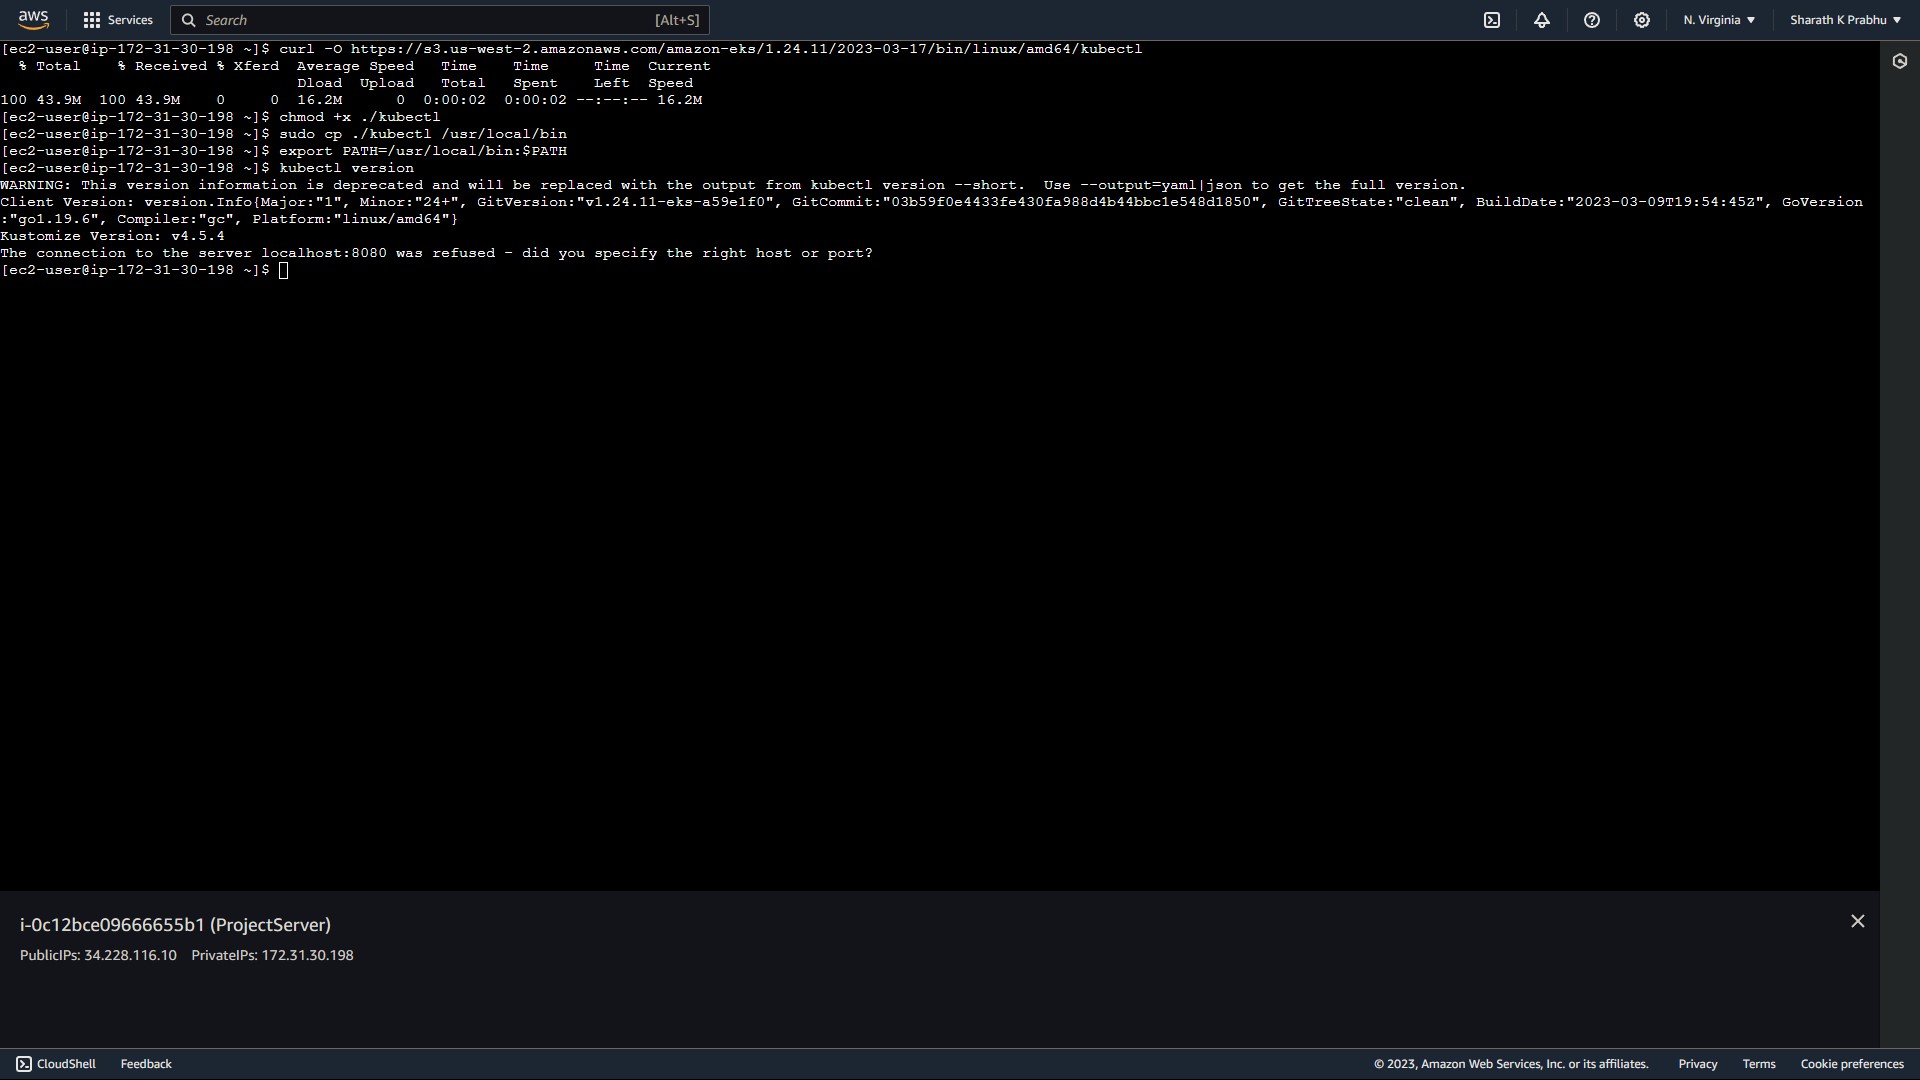 aws Services Search [Alt+S] N. Virginia ▼ Sharath K Prabhu ▼
[ec2-user@ip-172-31-30-198 ~]$ curl -O https://s3.us-west-2.amazonaws.com/amazon-eks/1.24.11/2023-03-17/bin/linux/amd64/kubectl
  % Total    % Received % Xferd  Average Speed   Time    Time     Time  Current
                                 Dload  Upload   Total   Spent    Left  Speed
100 43.9M  100 43.9M    0     0  16.2M      0  0:00:02  0:00:02 --:--:-- 16.2M
[ec2-user@ip-172-31-30-198 ~]$ chmod +x ./kubectl
[ec2-user@ip-172-31-30-198 ~]$ sudo cp ./kubectl /usr/local/bin
[ec2-user@ip-172-31-30-198 ~]$ export PATH=/usr/local/bin:$PATH
[ec2-user@ip-172-31-30-198 ~]$ kubectl version
WARNING: This version information is deprecated and will be replaced with the output from kubectl version --short.  Use --output=yaml|json to get the full version.
Client Version: version.Info{Major:"1", Minor:"24+", GitVersion:"v1.24.11-eks-a59e1f0", GitCommit:"03b59f0e4433fe430fa988d4b44bbc1e548d1850", GitTreeState:"clean", BuildDate:"2023-03-09T19:54:45Z", GoVersion
:"go1.19.6", Compiler:"gc", Platform:"linux/amd64"}
Kustomize Version: v4.5.4
The connection to the server localhost:8080 was refused - did you specify the right host or port?
[ec2-user@ip-172-31-30-198 ~]$
i-0c12bce09666655b1 (ProjectServer)
PublicIPs: 34.228.116.10 PrivateIPs: 172.31.30.198
CloudShell Feedback © 2023, Amazon Web Services, Inc. or its affiliates. Privacy Terms Cookie preferences